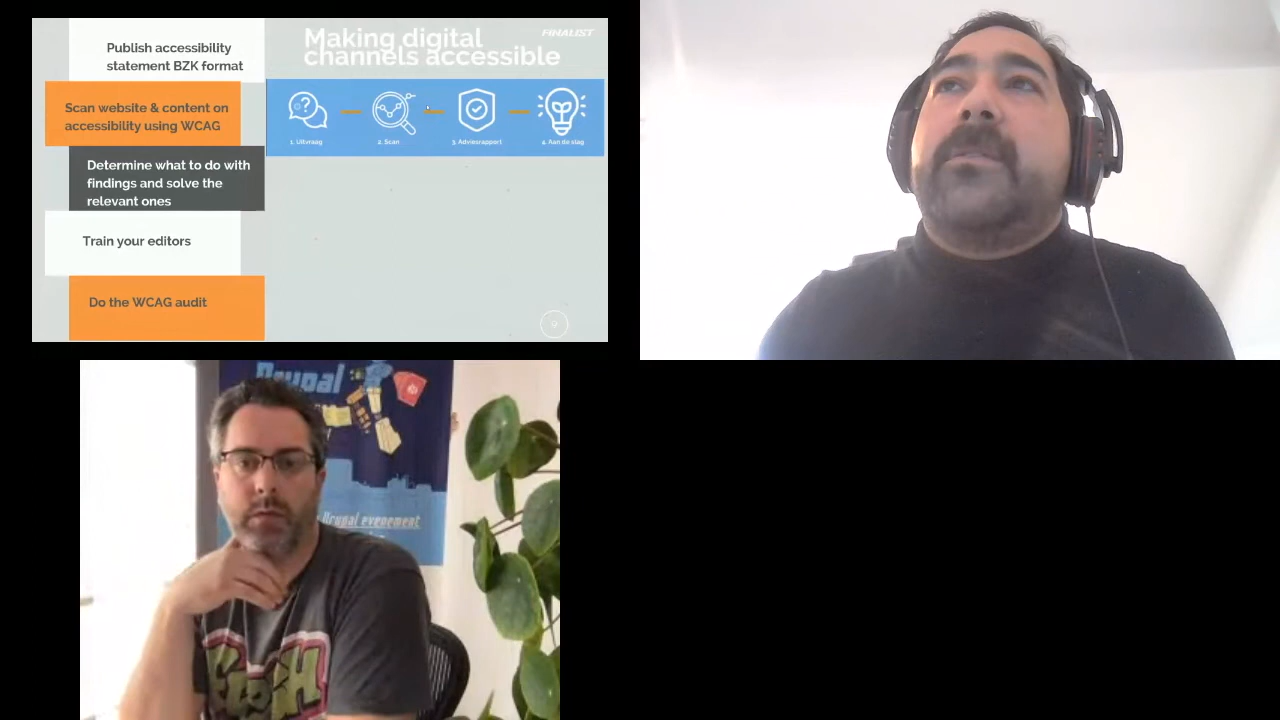 Publish accessibility
statement BZK format
Scan website & content on
accessibility using WCAG
Determine what to do with
findings and solve the
relevant ones
Train your editors
Do the WCAG audit
Making digital
channels accessible
FINALIST
1. Uitvraag
2. Scan
3. Adviesrapport
4. Aan de slag
9
Drupal
Drupal evenement